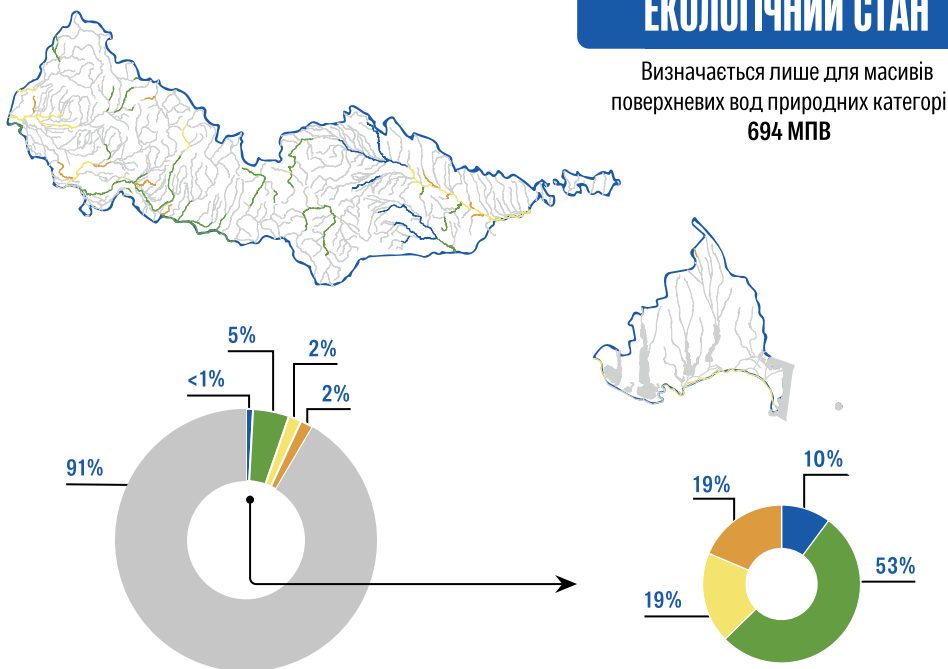 ЕКОЛОГІЧНИЙ СТАН
Визначається лише для масивів
поверхневих вод природних категорі
694 МПВ
5%
2%
<1%
2%
91%
10%
19%
53%
19%